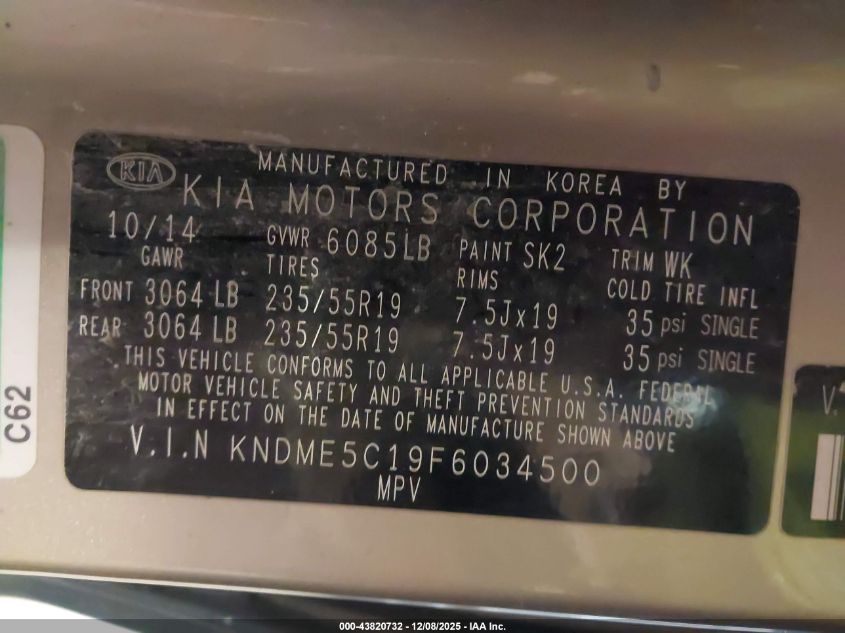 KIA
MANUFACTURED IN KOREA BY
KIA MOTORS CORPORATION
10/14 GVWR 6085LB PAINT SK2 TRIM WK
GAWR TIRES RIMS COLD TIRE INFL
FRONT 3064 LB 235/55R19 7.5Jx19 35 psi SINGLE
REAR 3064 LB 235/55R19 7.5Jx19 35 psi SINGLE
THIS VEHICLE CONFORMS TO ALL APPLICABLE U.S.A. FEDERAL
MOTOR VEHICLE SAFETY AND THEFT PREVENTION STANDARDS
IN EFFECT ON THE DATE OF MANUFACTURE SHOWN ABOVE
V.I.N KNDME5C19F6034500
MPV
C62
V.
000-43820732 - 12/08/2025 - IAA Inc.